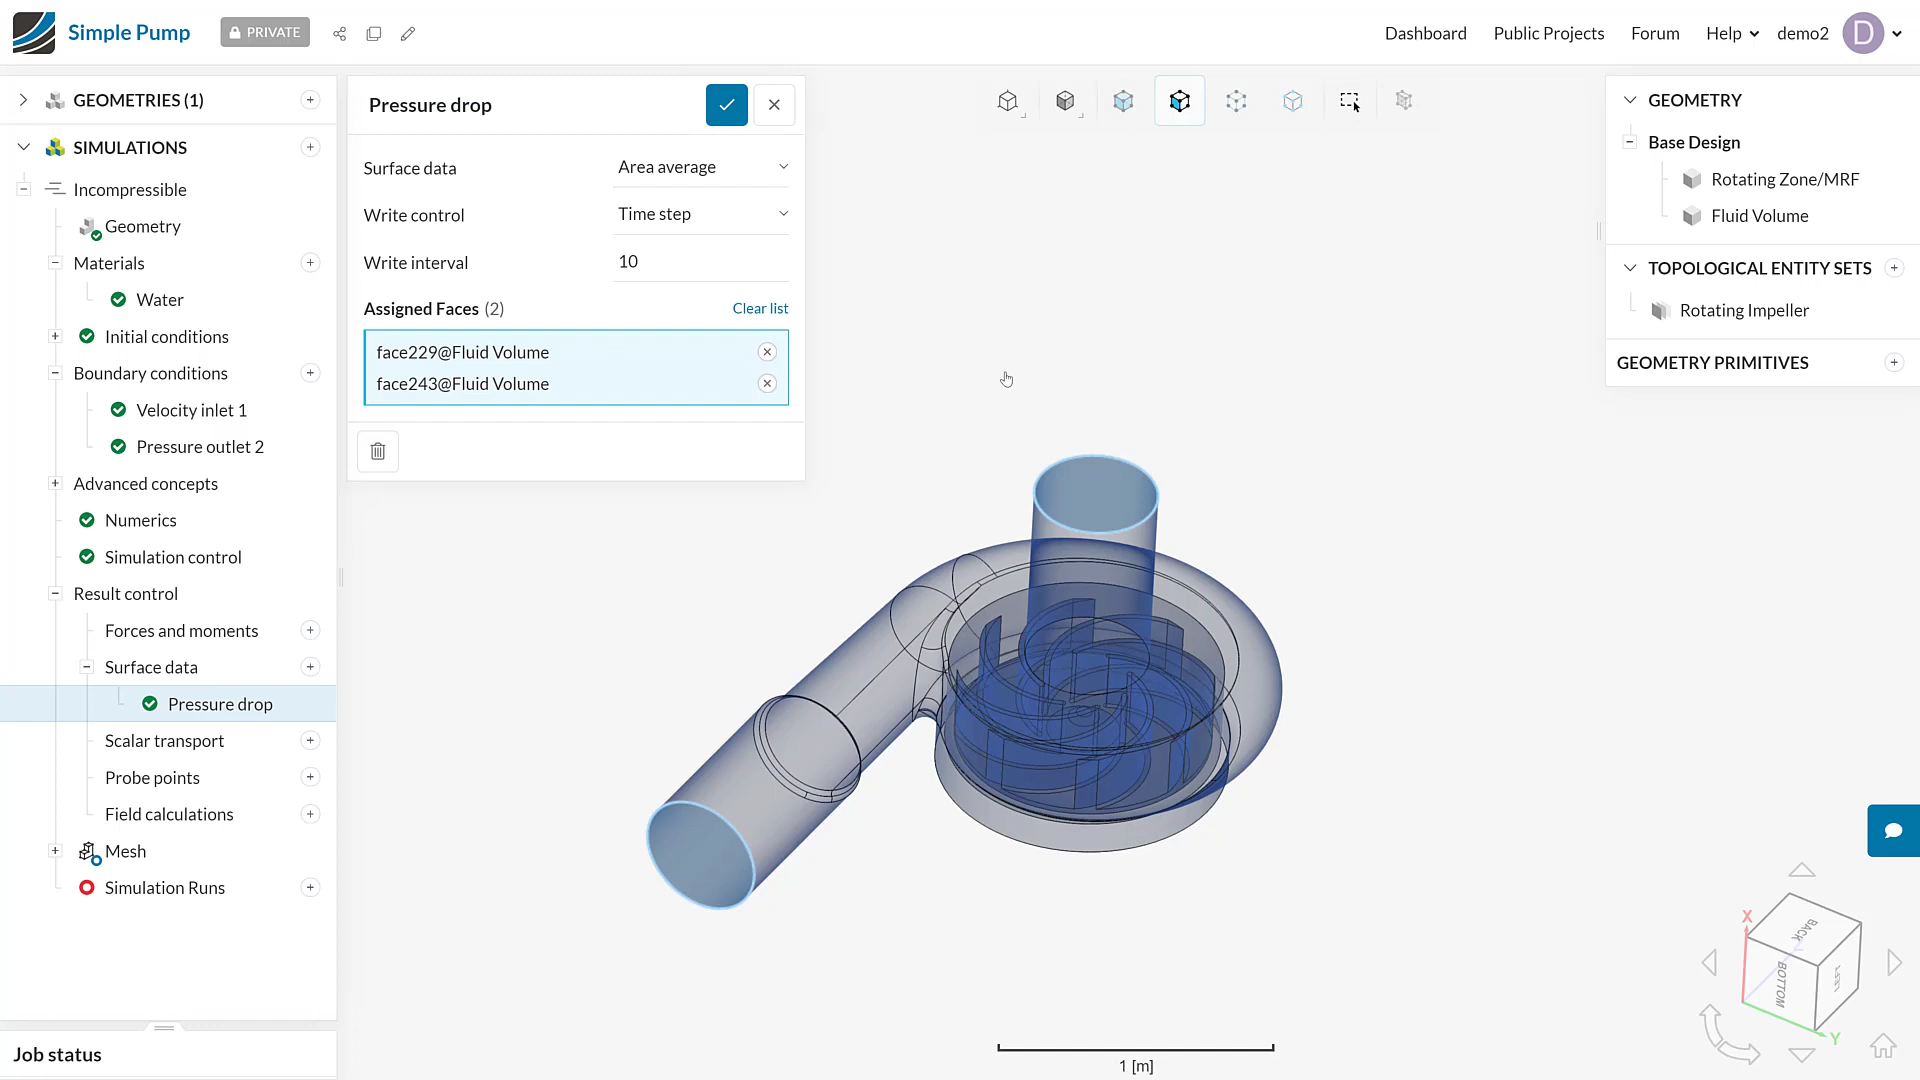 Simple Pump
PRIVATE
Dashboard
Public Projects
Forum
Help
demo2
D
GEOMETRIES (1)
SIMULATIONS
Incompressible
Geometry
Materials
Water
Initial conditions
Boundary conditions
Velocity inlet 1
Pressure outlet 2
Advanced concepts
Numerics
Simulation control
Result control
Forces and moments
Surface data
Pressure drop
Scalar transport
Probe points
Field calculations
Mesh
Simulation Runs
Job status
Pressure drop
Surface data Area average
Write control Time step
Write interval 10
Assigned Faces (2) Clear list
face229@Fluid Volume
face243@Fluid Volume
GEOMETRY
Base Design
Rotating Zone/MRF
Fluid Volume
TOPOLOGICAL ENTITY SETS
Rotating Impeller
GEOMETRY PRIMITIVES
1 [m]
X
BACK
BOTTOM
LEFT
Y